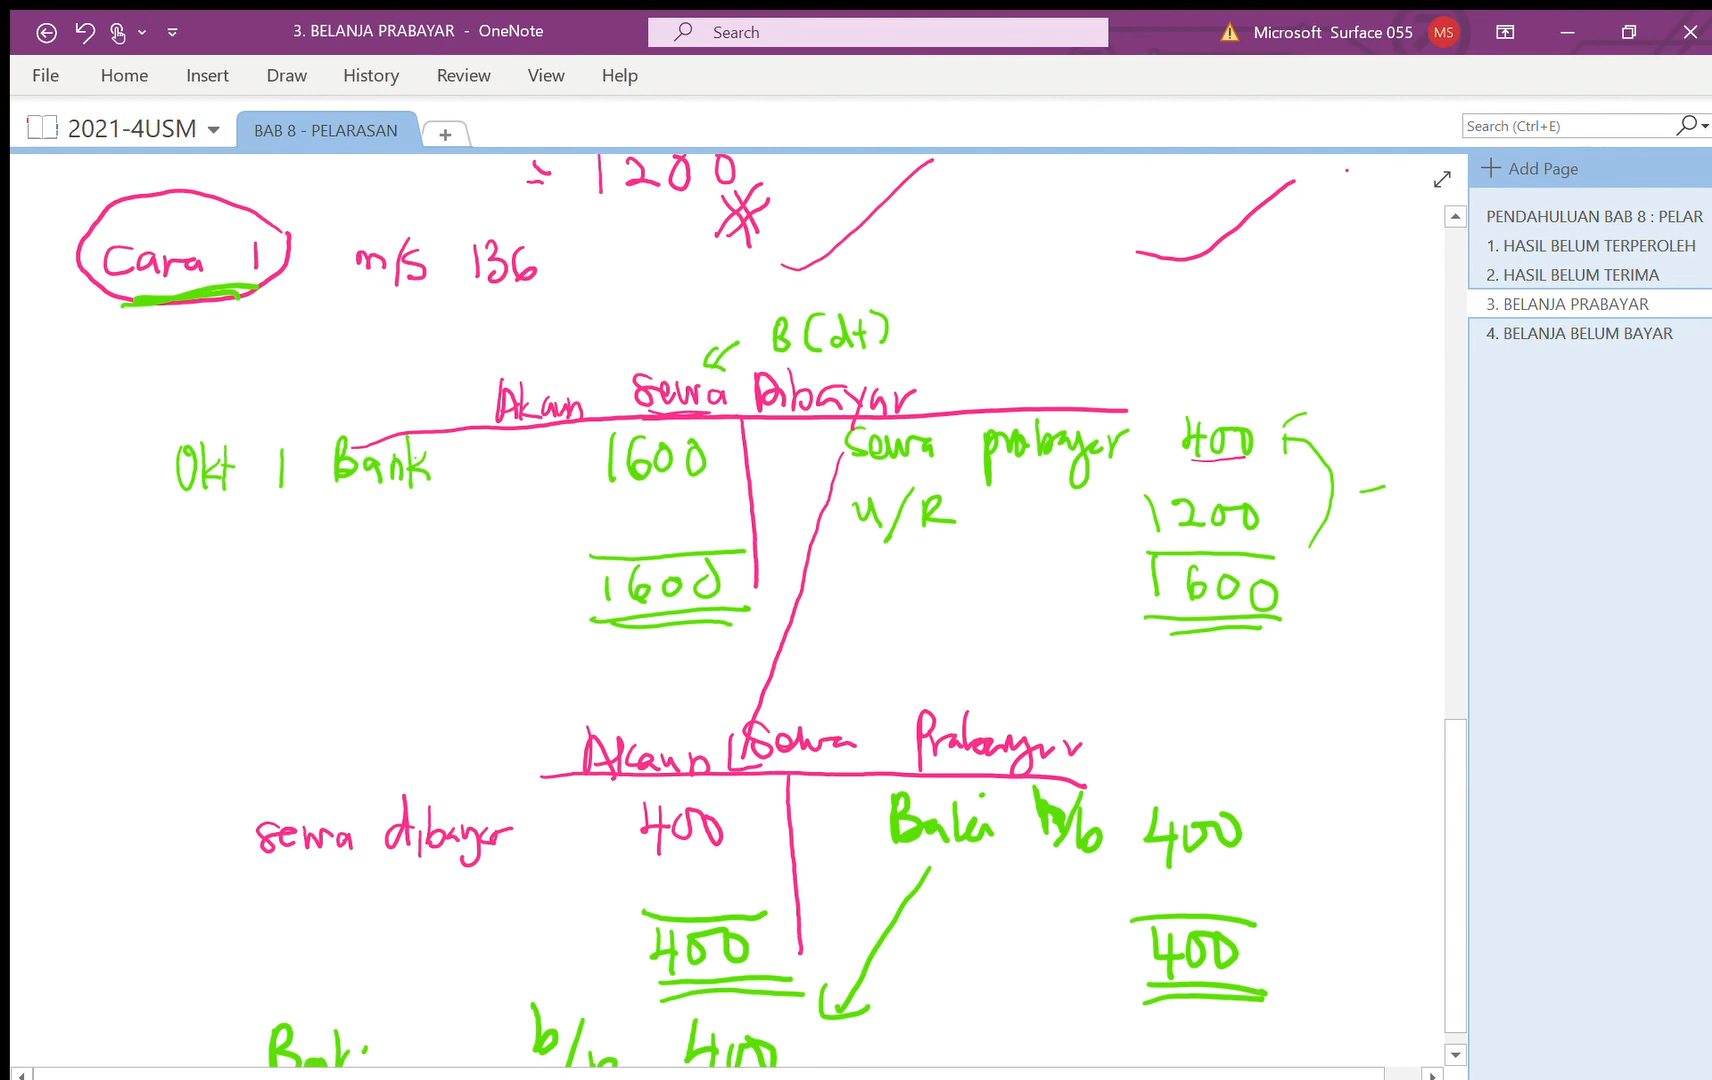 3. BELANJA PRABAYAR - OneNote
Search
Microsoft Surface 055
MS
File Home Insert Draw History Review View Help
2021-4USM
BAB 8 - PELARASAN
+
Search (Ctrl+E)
Add Page
PENDAHULUAN BAB 8 : PELAR
1. HASIL BELUM TERPEROLEH
2. HASIL BELUM TERIMA
3. BELANJA PRABAYAR
4. BELANJA BELUM BAYAR
= 1200
Cara 1 m/s 136
B (dt)
Akaun Sewa Dibayar
Okt 1 Bank 1600 Sewa prabayar 400
U/R 1200
1600 1600
Akaun Sewa Prabayar
sewa dibayar 400 Baki h/b 400
400 400
Baki 400